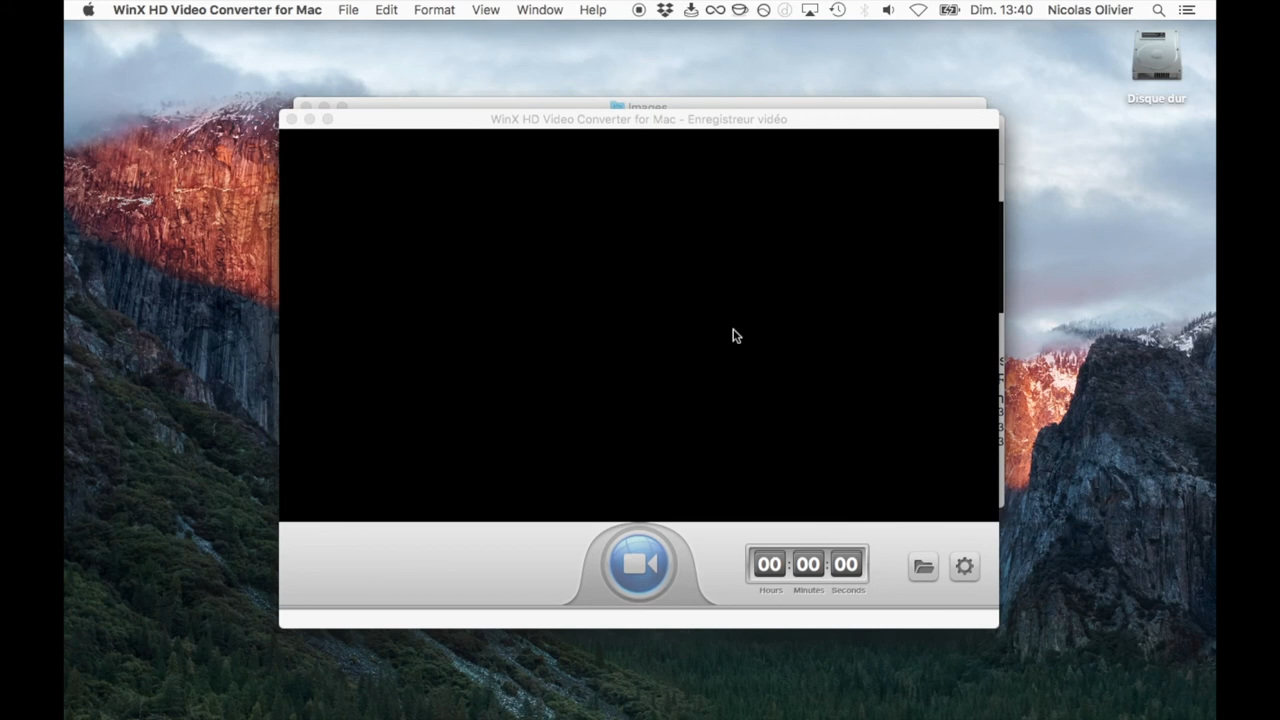 WinX HD Video Converter for Mac File Edit Format View Window Help Dim. 13:40 Nicolas Olivier
Disque dur
Images
WinX HD Video Converter for Mac - Enregistreur vidéo
00 : 00 : 00
Hours Minutes Seconds